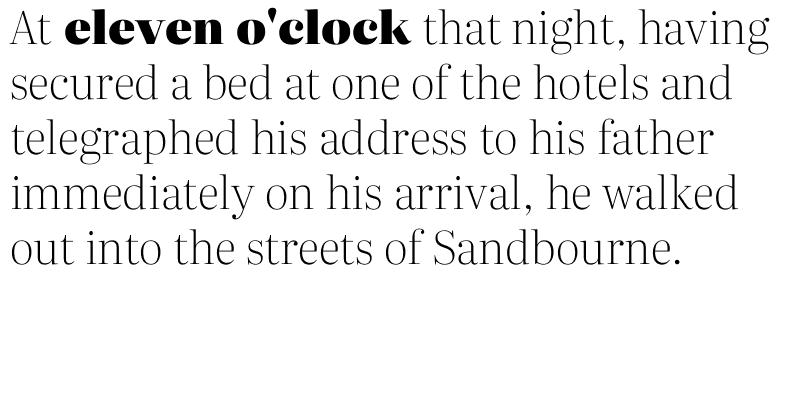 At eleven o'clock that night, having
secured a bed at one of the hotels and
telegraphed his address to his father
immediately on his arrival, he walked
out into the streets of Sandbourne.